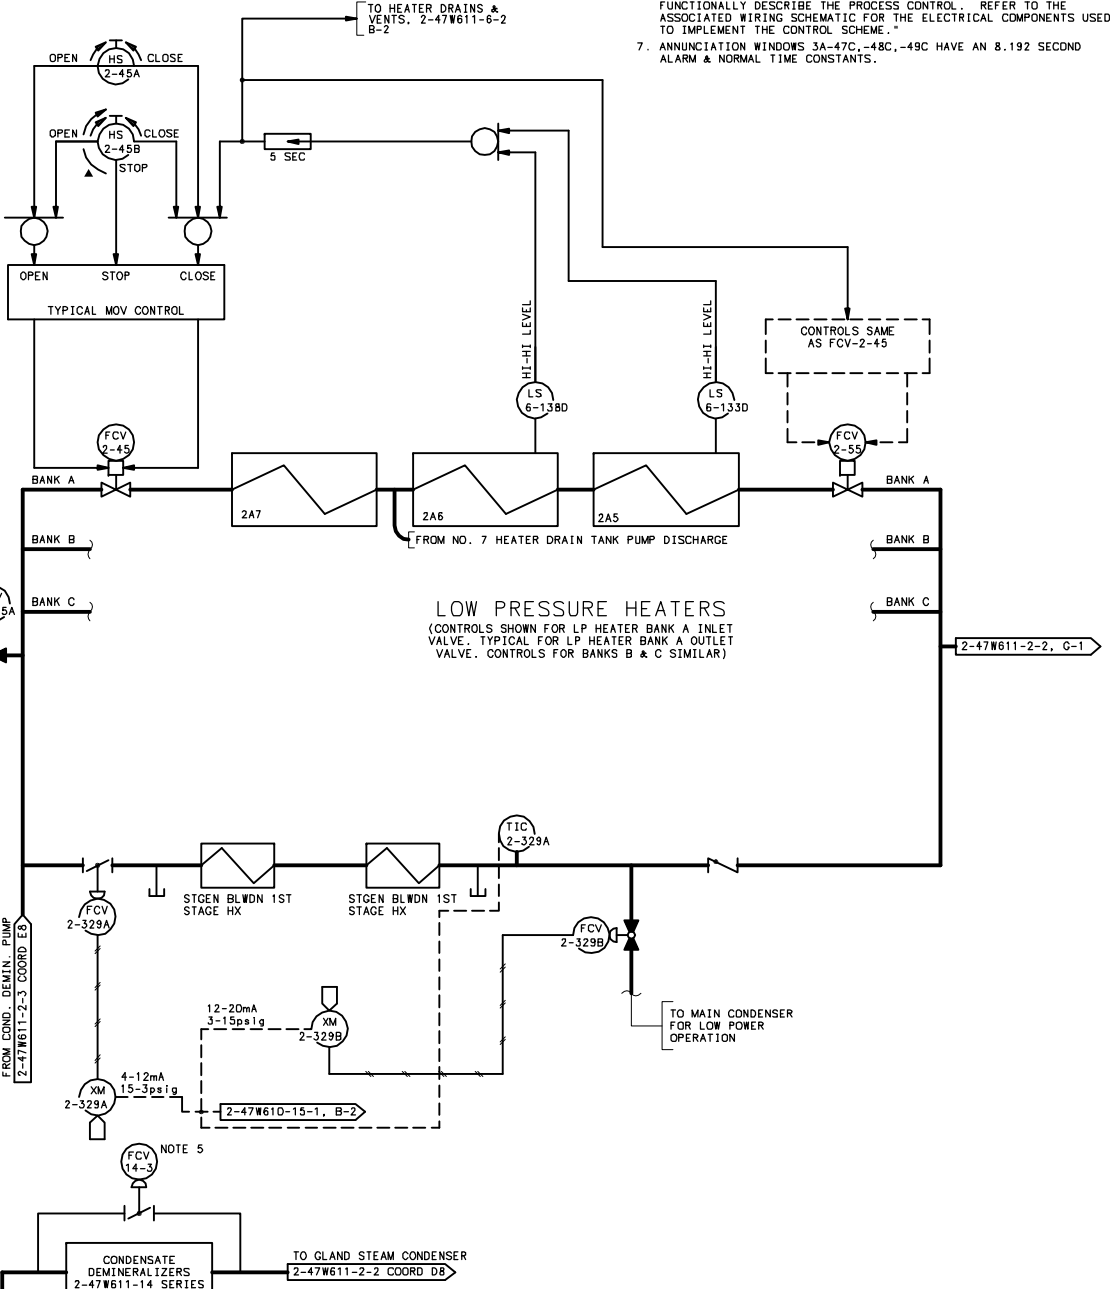 FUNCTIONALLY DESCRIBE THE PROCESS CONTROL. REFER TO THE
ASSOCIATED WIRING SCHEMATIC FOR THE ELECTRICAL COMPONENTS USED
TO IMPLEMENT THE CONTROL SCHEME."
7. ANNUNCIATION WINDOWS 3A-47C,-48C,-49C HAVE AN 8.192 SECOND
ALARM & NORMAL TIME CONSTANTS.
TO HEATER DRAINS &
VENTS, 2-47W611-6-2
B-2
OPEN
HS
2-45A
CLOSE
OPEN
HS
2-45B
CLOSE
STOP
5 SEC
OPEN
STOP
CLOSE
TYPICAL MOV CONTROL
HI-HI LEVEL
HI-HI LEVEL
CONTROLS SAME
AS FCV-2-45
LS
6-138D
LS
6-133D
FCV
2-45
FCV
2-55
BANK A
2A7
2A6
2A5
BANK A
FROM NO. 7 HEATER DRAIN TANK PUMP DISCHARGE
BANK B
BANK B
BANK C
BANK C
5A
LOW PRESSURE HEATERS
(CONTROLS SHOWN FOR LP HEATER BANK A INLET
VALVE. TYPICAL FOR LP HEATER BANK A OUTLET
VALVE. CONTROLS FOR BANKS B & C SIMILAR)
2-47W611-2-2, G-1
TIC
2-329A
STGEN BLWDN 1ST
STAGE HX
STGEN BLWDN 1ST
STAGE HX
FCV
2-329A
FCV
2-329B
FROM COND. DEMIN. PUMP
2-47W611-2-3 COORD E8
12-20mA
3-15psig
XM
2-329B
TO MAIN CONDENSER
FOR LOW POWER
OPERATION
4-12mA
15-3psig
XM
2-329A
2-47W610-15-1, B-2
FCV
14-3
NOTE 5
CONDENSATE
DEMINERALIZERS
2-47W611-14 SERIES
TO GLAND STEAM CONDENSER
2-47W611-2-2 COORD D8